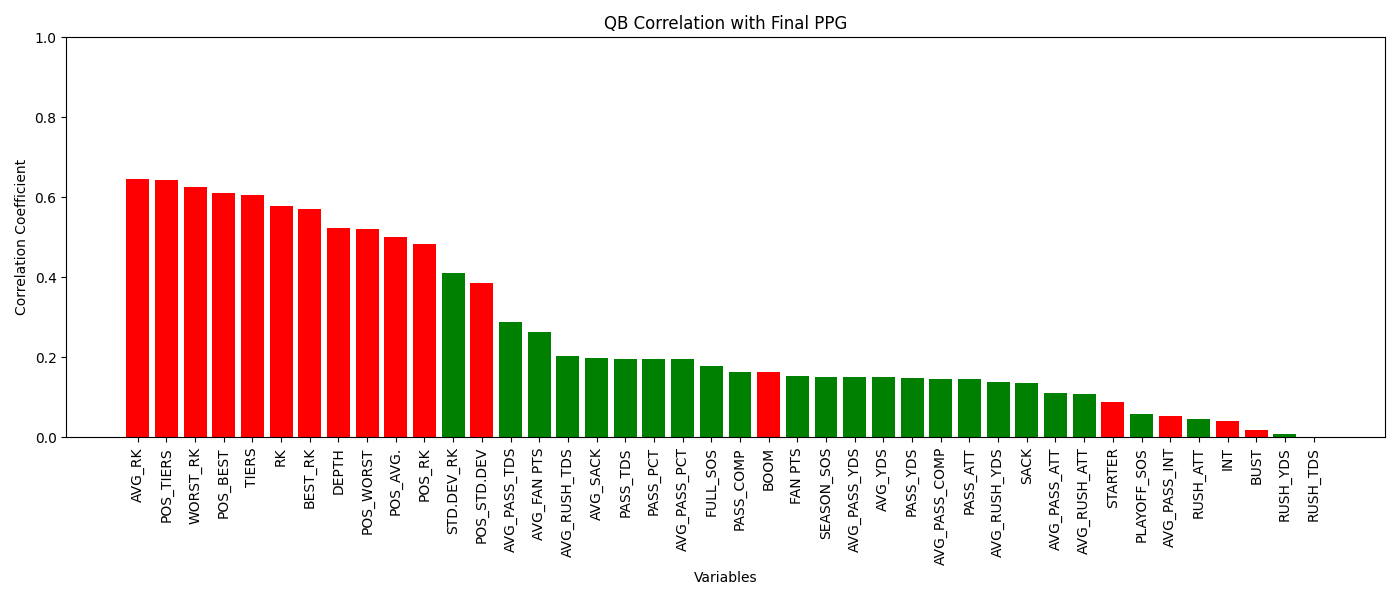 QB Correlation with Final PPG
Correlation Coefficient
1.0
0.8
0.6
0.4
0.2
0.0
AVG_RK
POS_TIERS
WORST_RK
POS_BEST
TIERS
RK
BEST_RK
DEPTH
POS_WORST
POS_AVG.
POS_RK
STD.DEV_RK
POS_STD.DEV
AVG_PASS_TDS
AVG_FAN PTS
AVG_RUSH_TDS
AVG_SACK
PASS_TDS
PASS_PCT
AVG_PASS_PCT
FULL_SOS
PASS_COMP
BOOM
FAN PTS
SEASON_SOS
AVG_PASS_YDS
AVG_YDS
PASS_YDS
AVG_PASS_COMP
PASS_ATT
AVG_RUSH_YDS
SACK
AVG_PASS_ATT
AVG_RUSH_ATT
STARTER
PLAYOFF_SOS
AVG_PASS_INT
RUSH_ATT
INT
BUST
RUSH_YDS
RUSH_TDS
Variables